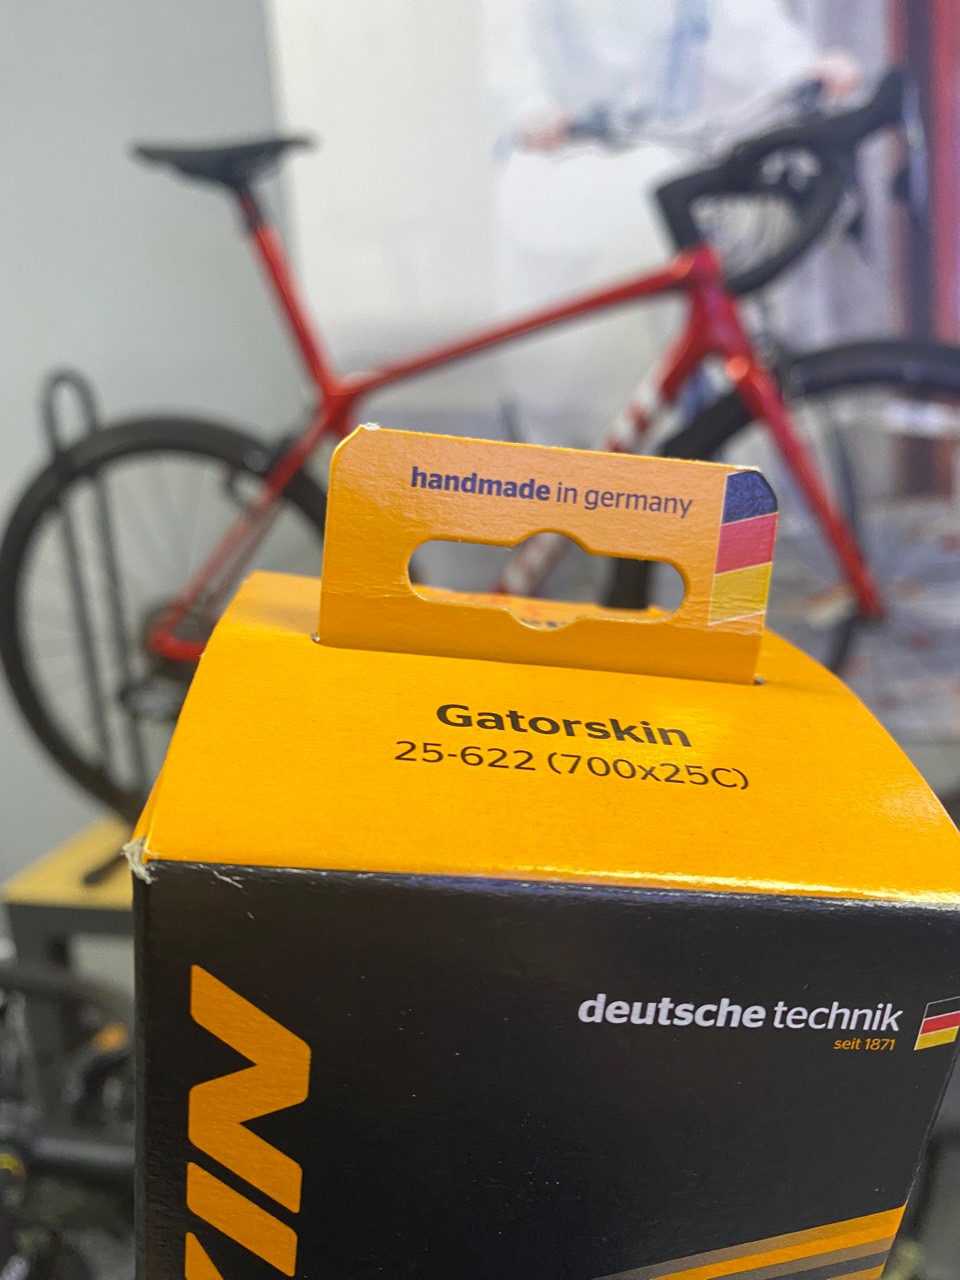 handmade in germany
Gatorskin
25-622 (700x25C)
deutsche technik
seit 1871